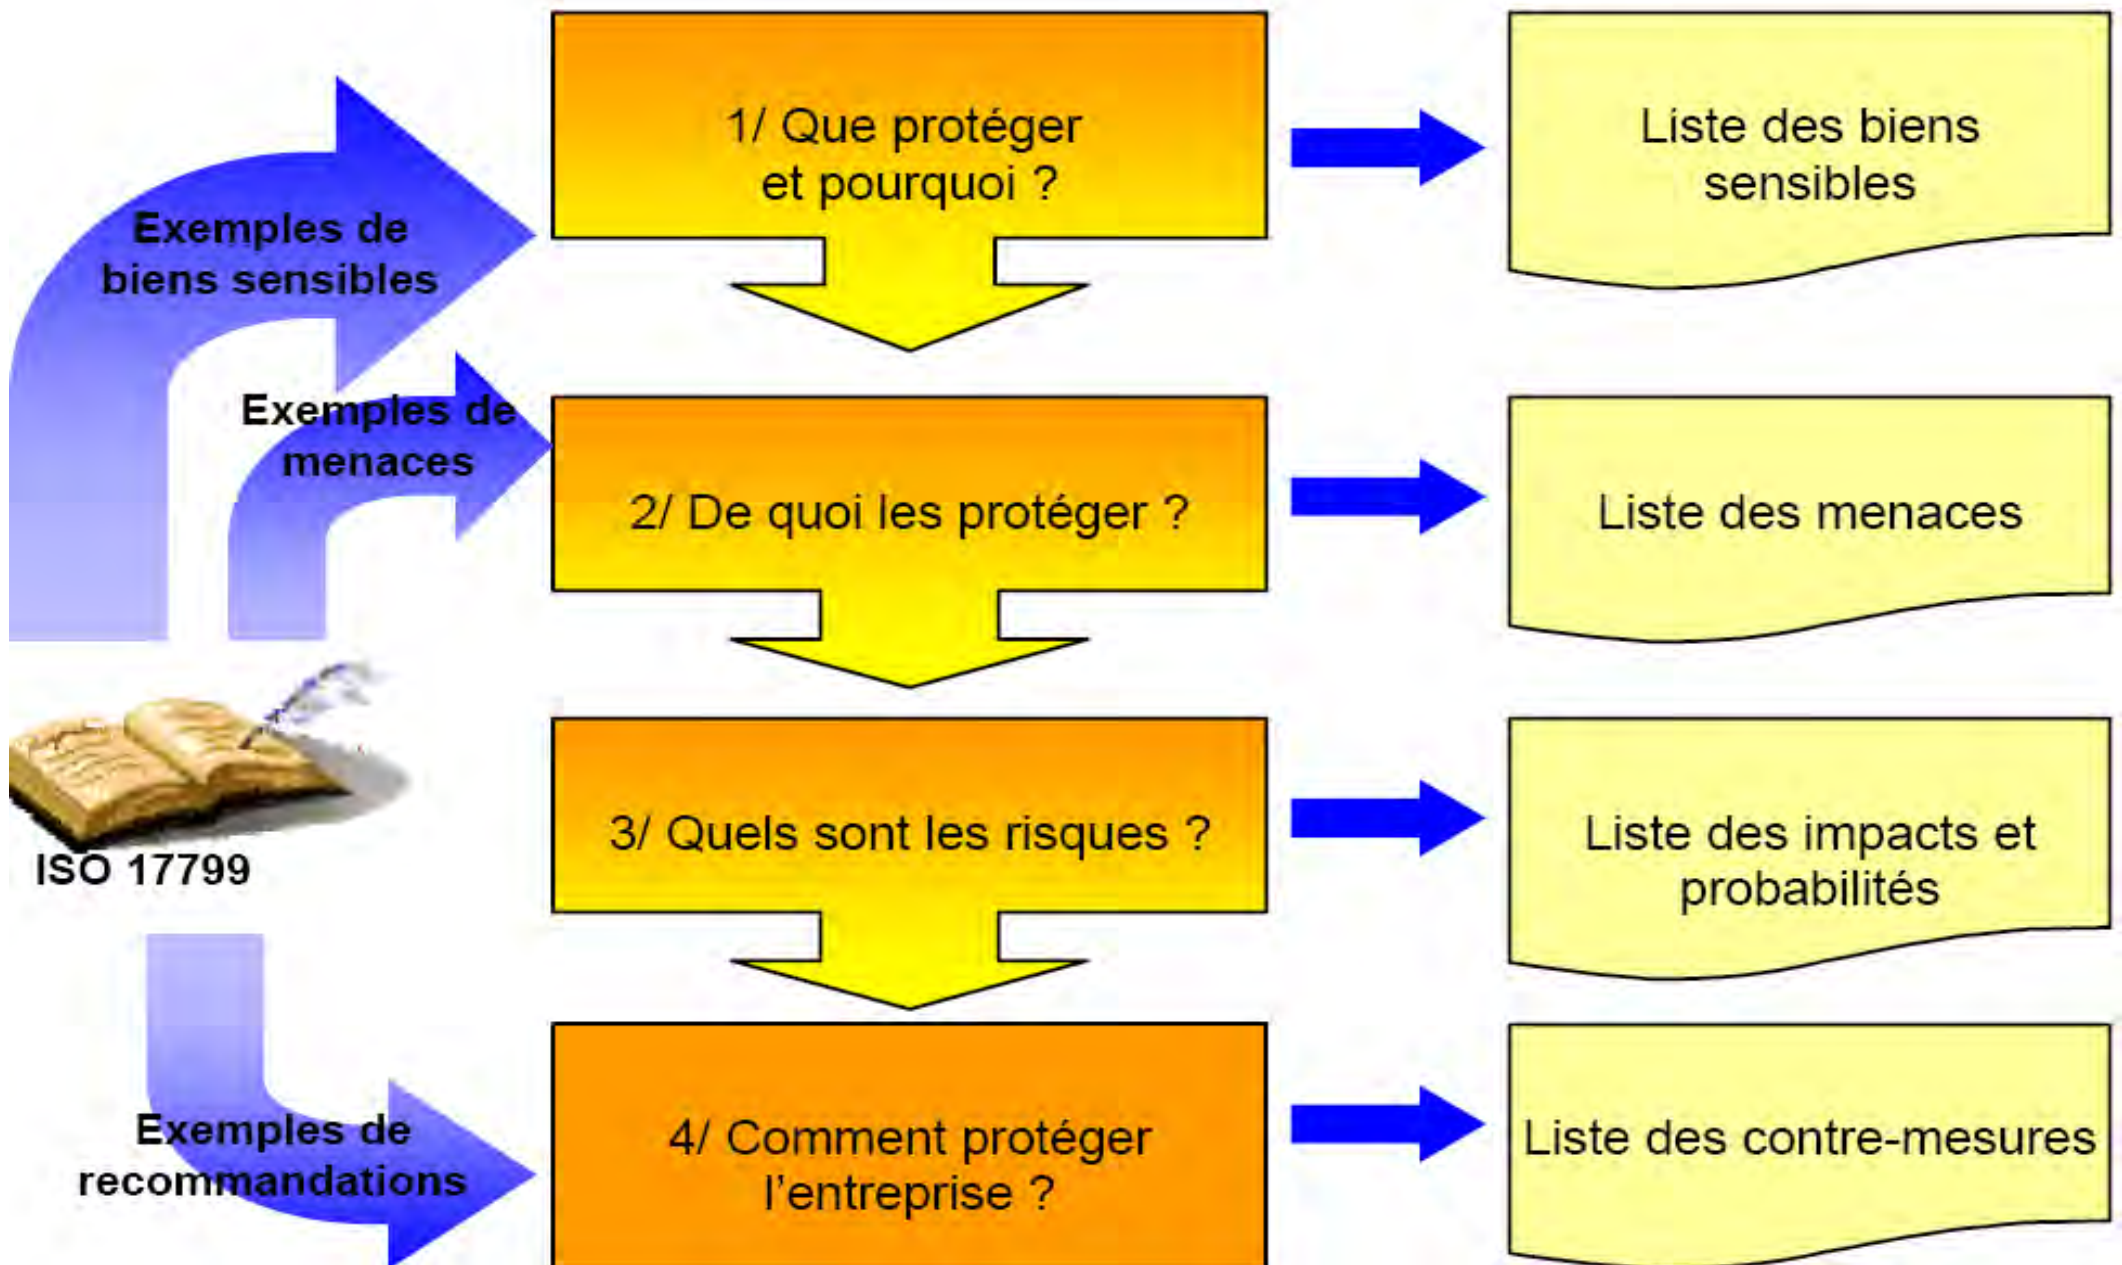 1/ Que protéger
et pourquoi ?
Liste des biens
sensibles
Exemples de
biens sensibles
Exemples de
menaces
2/ De quoi les protéger ?
Liste des menaces
ISO 17799
3/ Quels sont les risques ?
Liste des impacts et
probabilités
Exemples de
recommandations
4/ Comment protéger
l'entreprise ?
Liste des contre-mesures